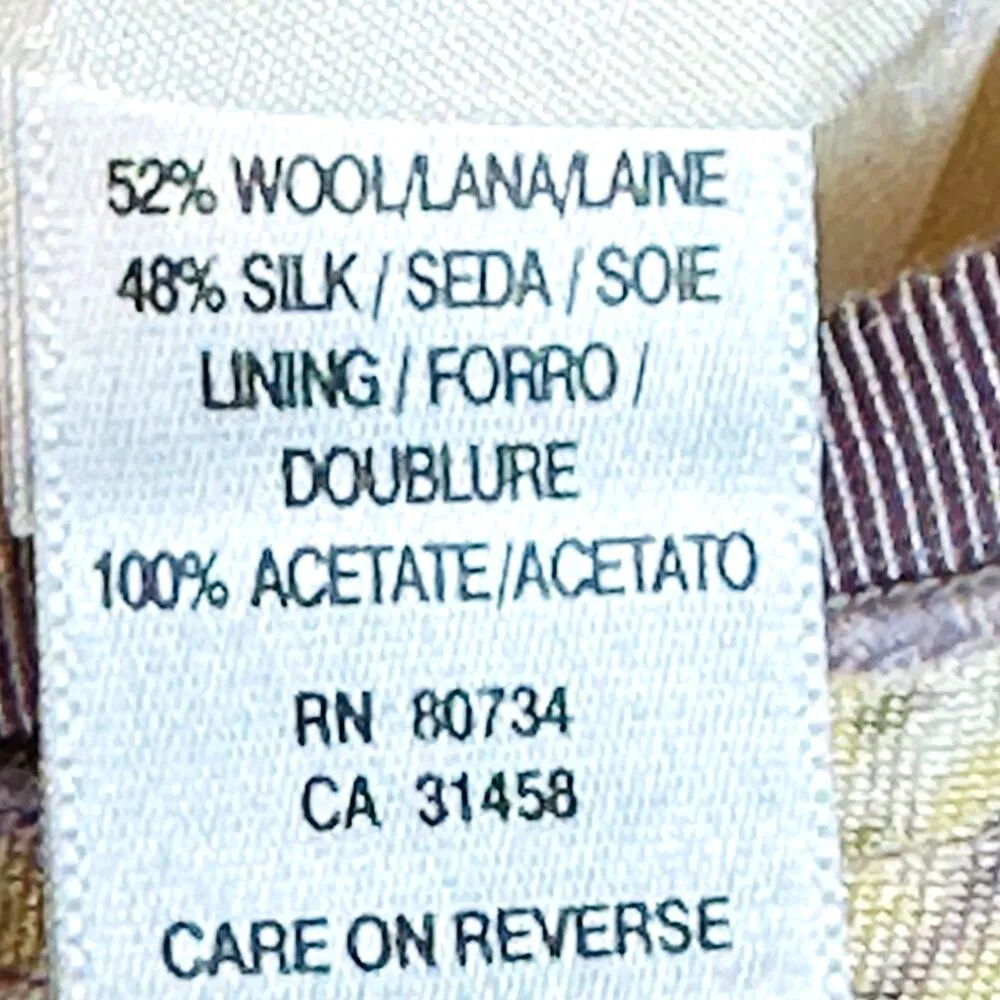 52% WOOL/LANA/LAINE
48% SILK / SEDA / SOIE
LINING / FORRO /
DOUBLURE
100% ACETATE/ACETATO
RN 80734
CA 31458
CARE ON REVERSE